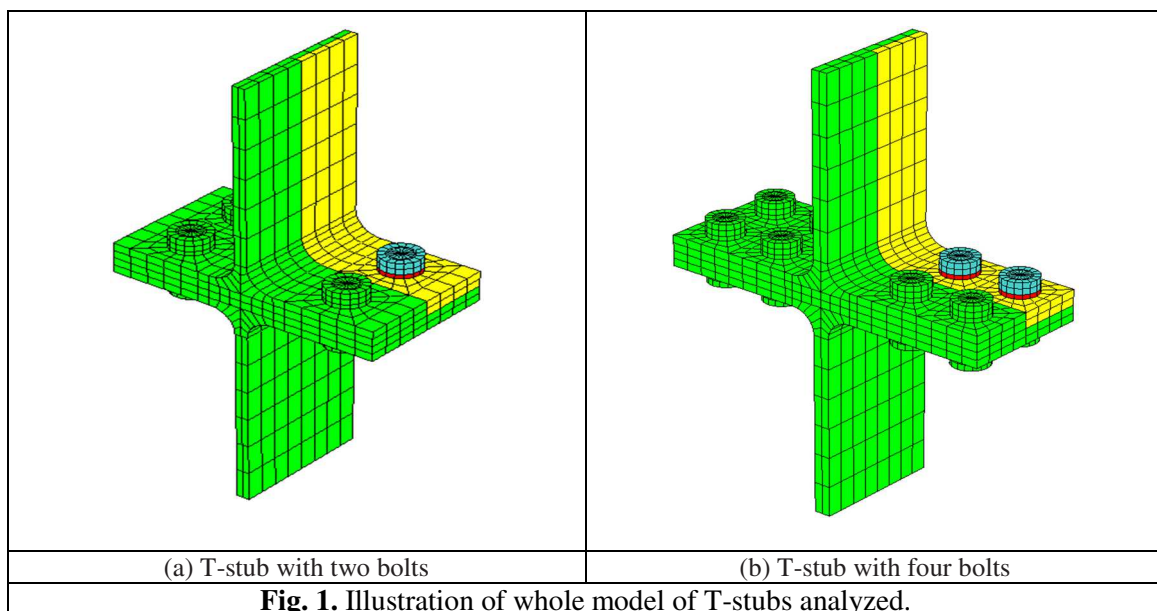 (a) T-stub with two bolts
(b) T-stub with four bolts
Fig. 1. Illustration of whole model of T-stubs analyzed.